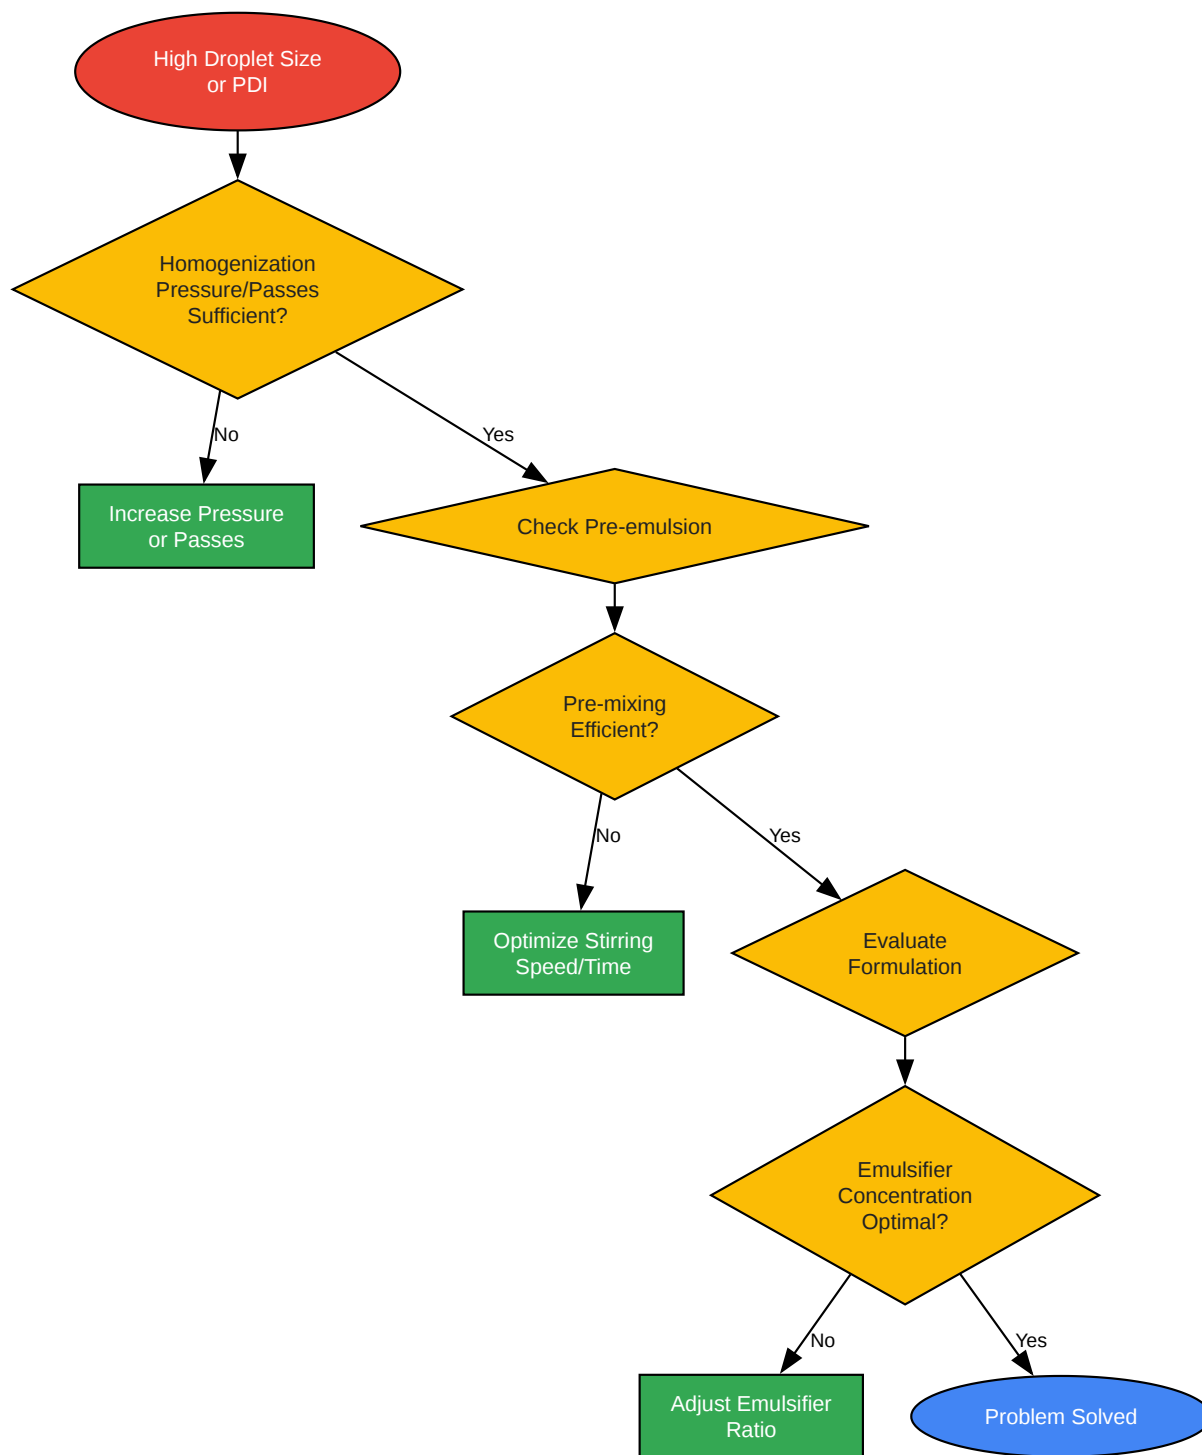 High Droplet Size
or PDI
Homogenization
Pressure/Passes
Sufficient?
No
Yes
Increase Pressure
or Passes
Check Pre-emulsion
Pre-mixing
Efficient?
No
Yes
Optimize Stirring
Speed/Time
Evaluate
Formulation
Emulsifier
Concentration
Optimal?
No
Yes
Adjust Emulsifier
Ratio
Problem Solved